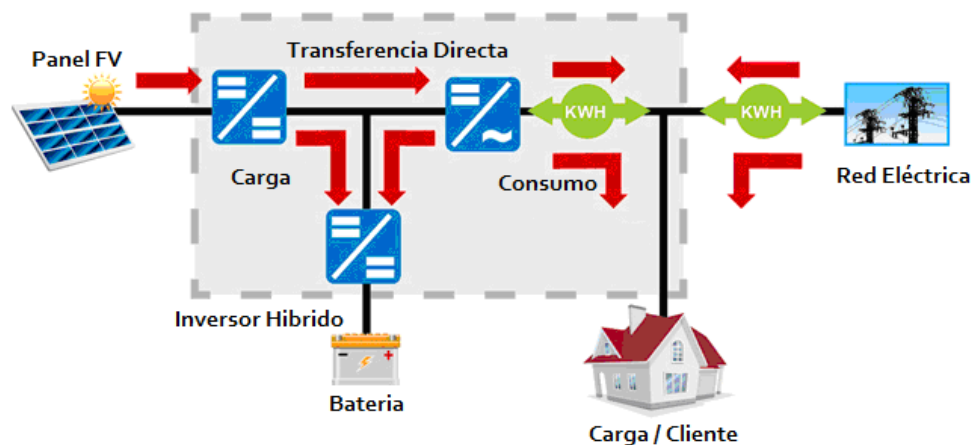 Panel FV
Transferencia Directa
KWH
KWH
Carga
Consumo
Red Eléctrica
Inversor Hibrido
Bateria
Carga / Cliente